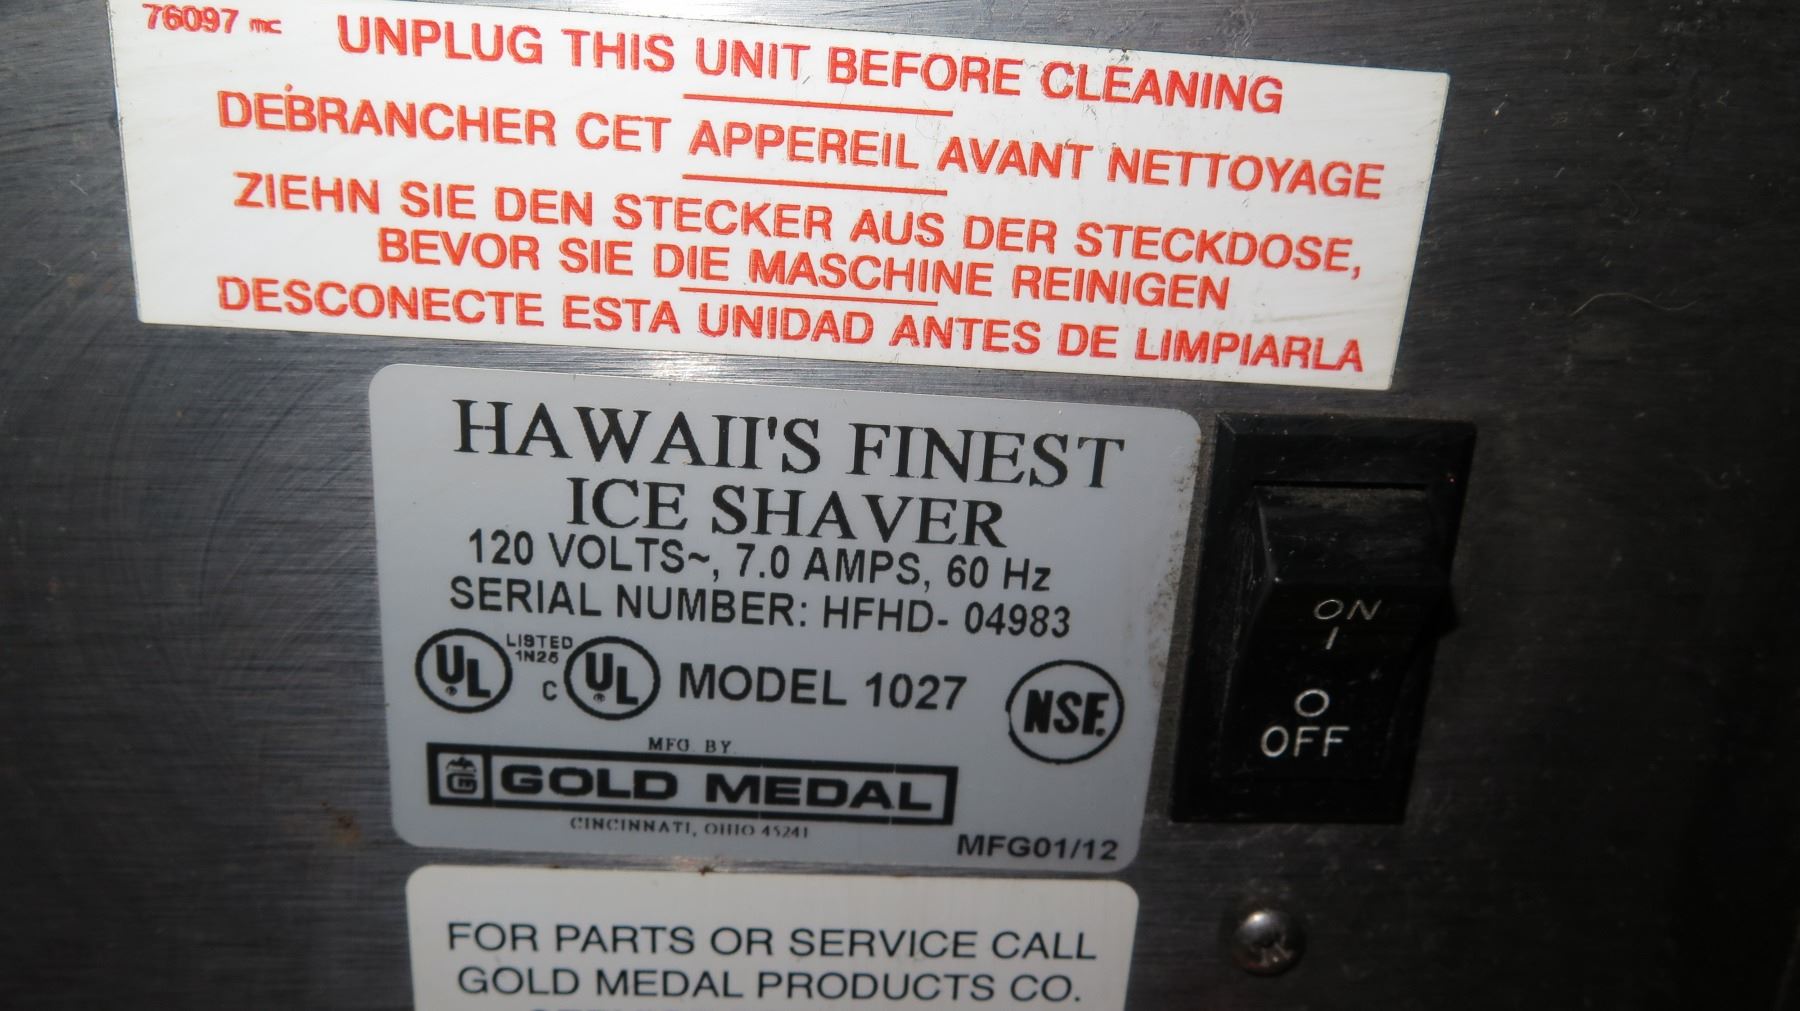 76097 mc
UNPLUG THIS UNIT BEFORE CLEANING
DÉBRANCHER CET APPEREIL AVANT NETTOYAGE
ZIEHN SIE DEN STECKER AUS DER STECKDOSE,
BEVOR SIE DIE MASCHINE REINIGEN
DESCONECTE ESTA UNIDAD ANTES DE LIMPIARLA
HAWAII'S FINEST
ICE SHAVER
120 VOLTS~, 7.0 AMPS, 60 Hz
SERIAL NUMBER: HFHD- 04983
UL® LISTED 1N26 C UL® MODEL 1027 NSF.
MFG BY
GOLD MEDAL
CINCINNATI, OHIO 45241
MFG01/12
ON
I
O
OFF
FOR PARTS OR SERVICE CALL
GOLD MEDAL PRODUCTS CO.